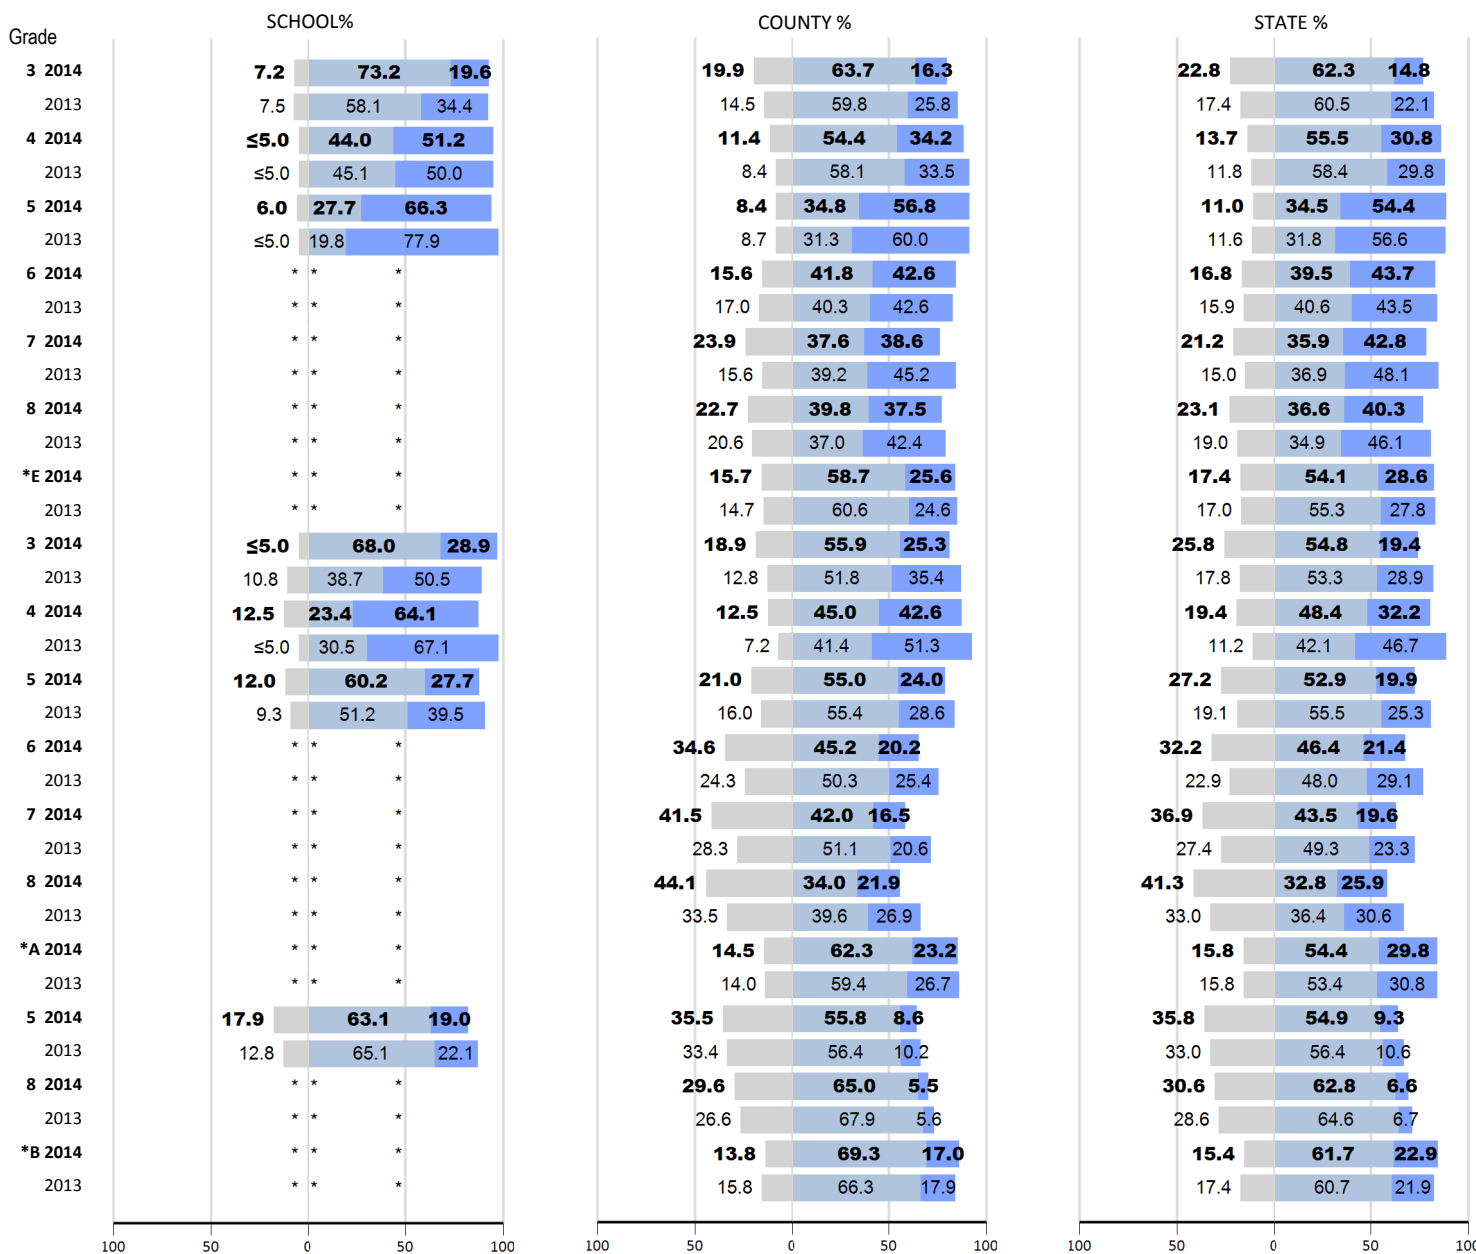 SCHOOL% COUNTY % STATE %
Grade
3 2014 7.2 73.2 19.6 19.9 63.7 16.3 22.8 62.3 14.8
2013 7.5 58.1 34.4 14.5 59.8 25.8 17.4 60.5 22.1
4 2014 ≤5.0 44.0 51.2 11.4 54.4 34.2 13.7 55.5 30.8
2013 ≤5.0 45.1 50.0 8.4 58.1 33.5 11.8 58.4 29.8
5 2014 6.0 27.7 66.3 8.4 34.8 56.8 11.0 34.5 54.4
2013 ≤5.0 19.8 77.9 8.7 31.3 60.0 11.6 31.8 56.6
6 2014 * * * 15.6 41.8 42.6 16.8 39.5 43.7
2013 * * * 17.0 40.3 42.6 15.9 40.6 43.5
7 2014 * * * 23.9 37.6 38.6 21.2 35.9 42.8
2013 * * * 15.6 39.2 45.2 15.0 36.9 48.1
8 2014 * * * 22.7 39.8 37.5 23.1 36.6 40.3
2013 * * * 20.6 37.0 42.4 19.0 34.9 46.1
*E 2014 * * * 15.7 58.7 25.6 17.4 54.1 28.6
2013 * * * 14.7 60.6 24.6 17.0 55.3 27.8
3 2014 ≤5.0 68.0 28.9 18.9 55.9 25.3 25.8 54.8 19.4
2013 10.8 38.7 50.5 12.8 51.8 35.4 17.8 53.3 28.9
4 2014 12.5 23.4 64.1 12.5 45.0 42.6 19.4 48.4 32.2
2013 ≤5.0 30.5 67.1 7.2 41.4 51.3 11.2 42.1 46.7
5 2014 12.0 60.2 27.7 21.0 55.0 24.0 27.2 52.9 19.9
2013 9.3 51.2 39.5 16.0 55.4 28.6 19.1 55.5 25.3
6 2014 * * * 34.6 45.2 20.2 32.2 46.4 21.4
2013 * * * 24.3 50.3 25.4 22.9 48.0 29.1
7 2014 * * * 41.5 42.0 16.5 36.9 43.5 19.6
2013 * * * 28.3 51.1 20.6 27.4 49.3 23.3
8 2014 * * * 44.1 34.0 21.9 41.3 32.8 25.9
2013 * * * 33.5 39.6 26.9 33.0 36.4 30.6
*A 2014 * * * 14.5 62.3 23.2 15.8 54.4 29.8
2013 * * * 14.0 59.4 26.7 15.8 53.4 30.8
5 2014 17.9 63.1 19.0 35.5 55.8 8.6 35.8 54.9 9.3
2013 12.8 65.1 22.1 33.4 56.4 10.2 33.0 56.4 10.6
8 2014 * * * 29.6 65.0 5.5 30.6 62.8 6.6
2013 * * * 26.6 67.9 5.6 28.6 64.6 6.7
*B 2014 * * * 13.8 69.3 17.0 15.4 61.7 22.9
2013 * * * 15.8 66.3 17.9 17.4 60.7 21.9
100 50 0 50 100 100 50 0 50 100 100 50 0 50 100